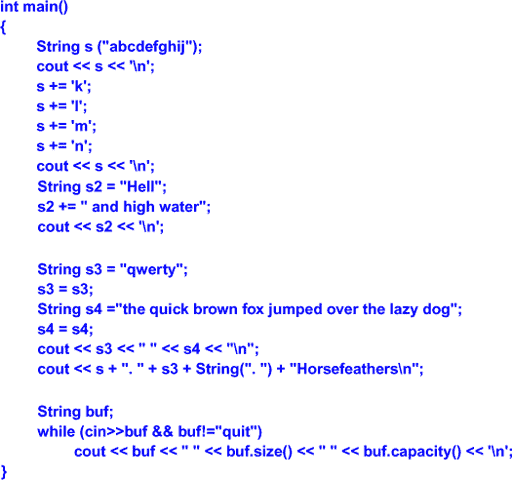 int main()
{
String s ("abcdefghij");
cout << s << '\n';
s += 'k';
s += 'l';
s += 'm';
s += 'n';
cout << s << '\n';
String s2 = "Hell";
s2 += " and high water";
cout << s2 << '\n';
String s3 = "qwerty";
s3 = s3;
String s4 ="the quick brown fox jumped over the lazy dog";
s4 = s4;
cout << s3 << " " << s4 << "\n";
cout << s + ". " + s3 + String(". ") + "Horsefeathers\n";
String buf;
while (cin>>buf && buf!="quit")
cout << buf << " " << buf.size() << " " << buf.capacity() << '\n';
}